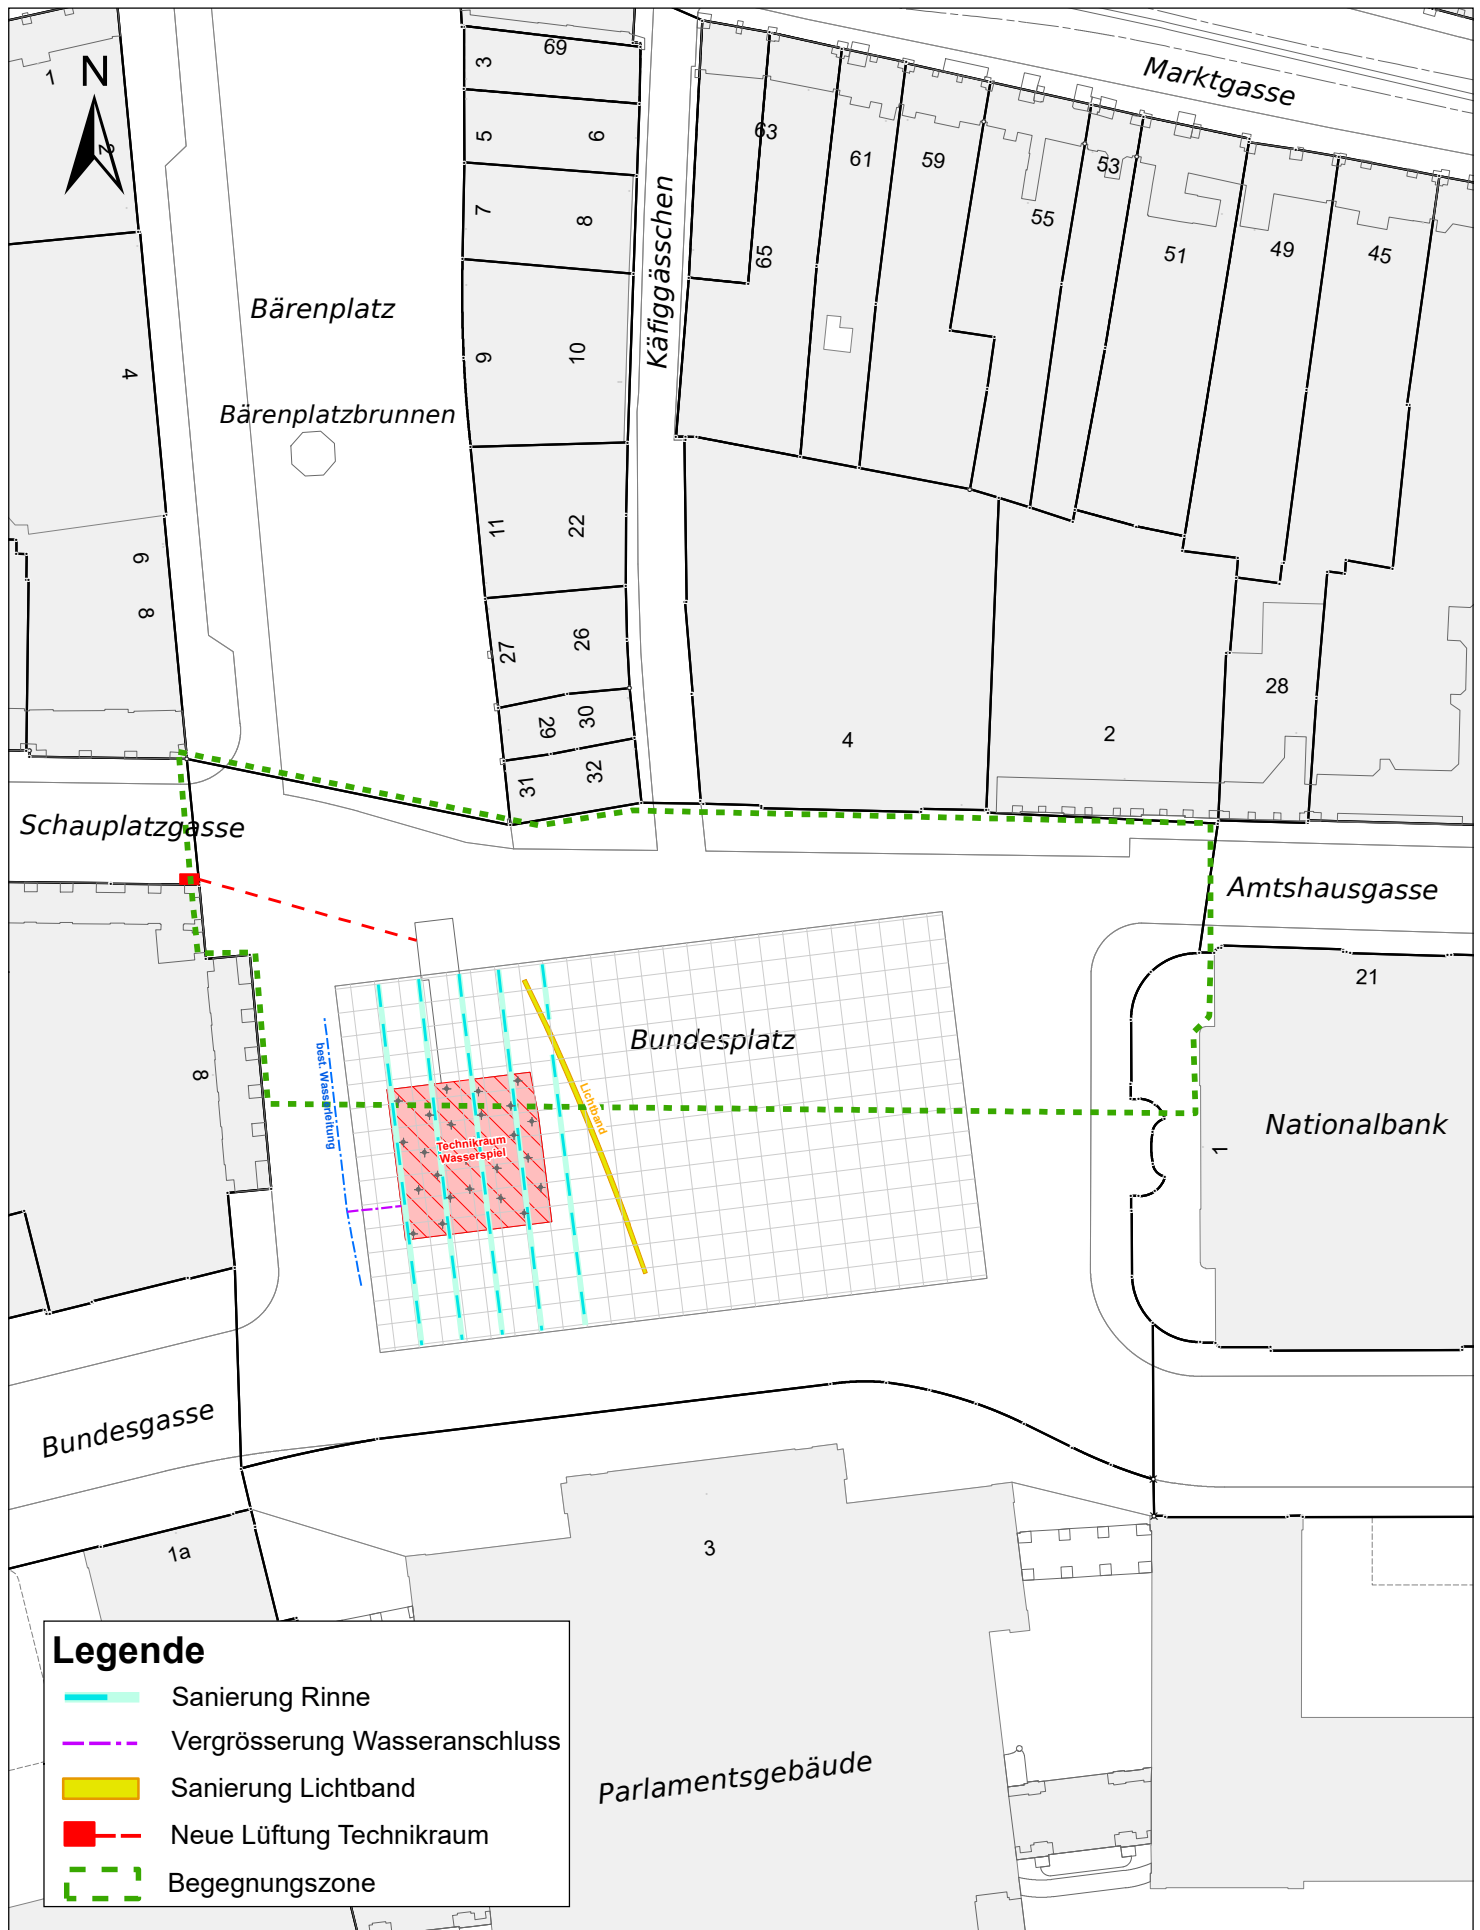 N
1
2
4
6
8
3
69
5
6
7
8
9
10
11
22
27
26
29
30
31
32
Bärenplatz
Bärenplatzbrunnen
Käfiggässchen
Marktgasse
63
65
61
59
55
53
51
49
45
4
2
28
Schauplatzgasse
Amtshausgasse
21
Bundesplatz
8
best. Wasserleitung
Technikraum
Wasserspiel
Lichtband
Nationalbank
1
Bundesgasse
1a
3
Parlamentsgebäude
Legende
Sanierung Rinne
Vergrösserung Wasseranschluss
Sanierung Lichtband
Neue Lüftung Technikraum
Begegnungszone